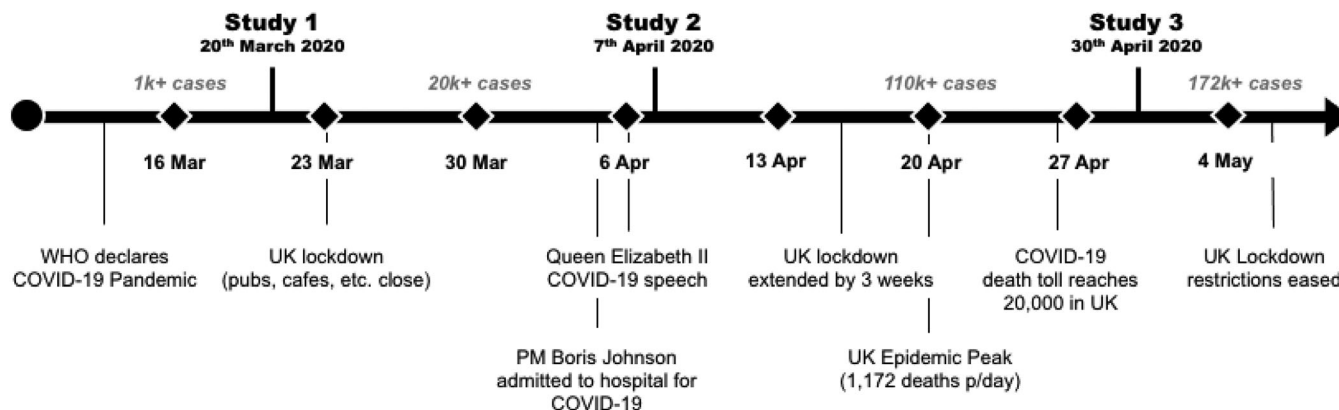 Study 1
20th March 2020
Study 2
7th April 2020
Study 3
30th April 2020
1k+ cases
20k+ cases
110k+ cases
172k+ cases
16 Mar
23 Mar
30 Mar
6 Apr
13 Apr
20 Apr
27 Apr
4 May
WHO declares
COVID-19 Pandemic
UK lockdown
(pubs, cafes, etc. close)
Queen Elizabeth II
COVID-19 speech
UK lockdown
extended by 3 weeks
COVID-19
death toll reaches
20,000 in UK
UK Lockdown
restrictions eased
PM Boris Johnson
admitted to hospital for
COVID-19
UK Epidemic Peak
(1,172 deaths p/day)